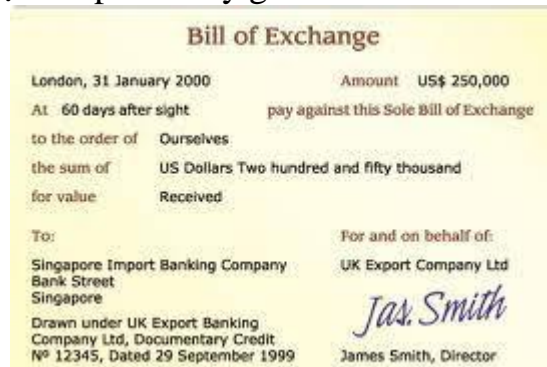 Bill of Exchange
London, 31 January 2000 Amount US$ 250,000
At 60 days after sight pay against this Sole Bill of Exchange
to the order of Ourselves
the sum of US Dollars Two hundred and fifty thousand
for value Received
To: For and on behalf of:
Singapore Import Banking Company UK Export Company Ltd
Bank Street
Singapore
Jas. Smith
Drawn under UK Export Banking
Company Ltd, Documentary Credit
Nº 12345, Dated 29 September 1999 James Smith, Director